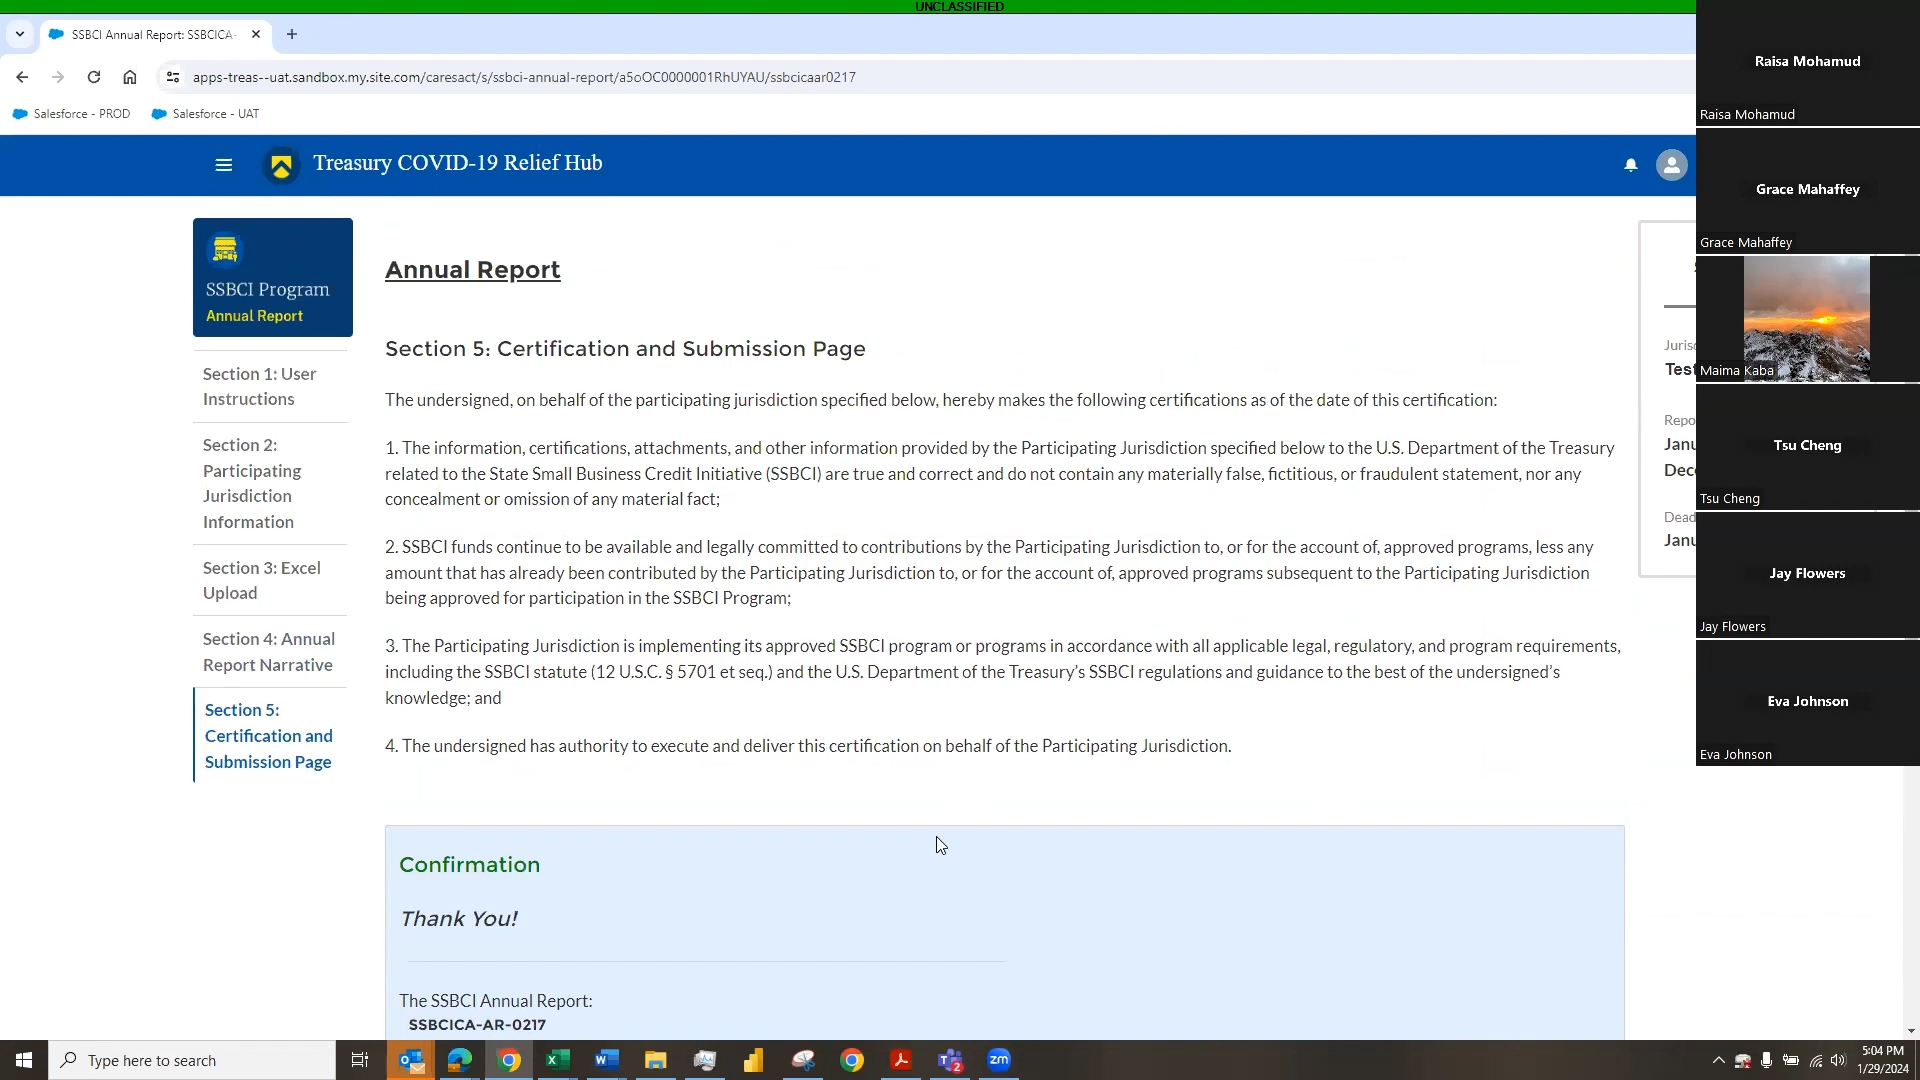 UNCLASSIFIED
SSBCI Annual Report: SSBCICA-
apps-treas--uat.sandbox.my.site.com/caresact/s/ssbci-annual-report/a5oOC0000001RhUYAU/ssbcicaar0217
Salesforce - PROD
Salesforce - UAT
Treasury COVID-19 Relief Hub
SSBCI Program
Annual Report
Section 1: User
Instructions
Section 2:
Participating
Jurisdiction
Information
Section 3: Excel
Upload
Section 4: Annual
Report Narrative
Section 5:
Certification and
Submission Page
Annual Report
Section 5: Certification and Submission Page
The undersigned, on behalf of the participating jurisdiction specified below, hereby makes the following certifications as of the date of this certification:
1. The information, certifications, attachments, and other information provided by the Participating Jurisdiction specified below to the U.S. Department of the Treasury
related to the State Small Business Credit Initiative (SSBCI) are true and correct and do not contain any materially false, fictitious, or fraudulent statement, nor any
concealment or omission of any material fact;
2. SSBCI funds continue to be available and legally committed to contributions by the Participating Jurisdiction to, or for the account of, approved programs, less any
amount that has already been contributed by the Participating Jurisdiction to, or for the account of, approved programs subsequent to the Participating Jurisdiction
being approved for participation in the SSBCI Program;
3. The Participating Jurisdiction is implementing its approved SSBCI program or programs in accordance with all applicable legal, regulatory, and program requirements,
including the SSBCI statute (12 U.S.C. § 5701 et seq.) and the U.S. Department of the Treasury’s SSBCI regulations and guidance to the best of the undersigned’s
knowledge; and
4. The undersigned has authority to execute and deliver this certification on behalf of the Participating Jurisdiction.
Confirmation
Thank You!
The SSBCI Annual Report:
SSBCICA-AR-0217
Juris
Test
Repo
Janu
Dec
Dead
Janu
Raisa Mohamud
Raisa Mohamud
Grace Mahaffey
Grace Mahaffey
Maima Kaba
Tsu Cheng
Tsu Cheng
Jay Flowers
Jay Flowers
Eva Johnson
Eva Johnson
Type here to search
zm
2
5:04 PM
1/29/2024